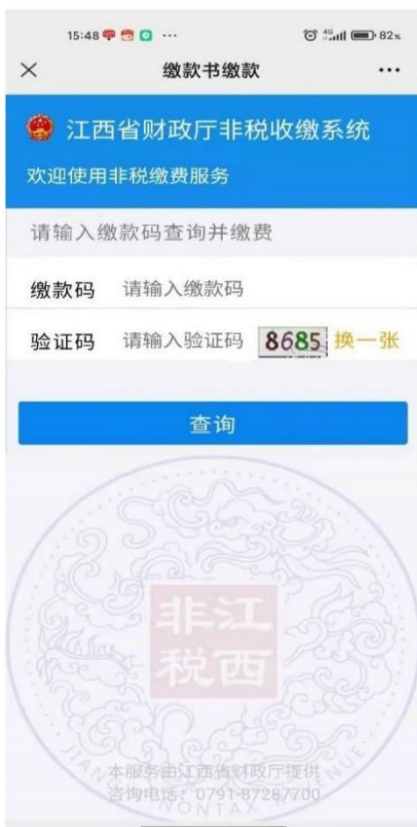 15:48 ... 4G 82%
缴款书缴款
江西省财政厅非税收缴系统
欢迎使用非税缴费服务
请输入缴款码查询并缴费
缴款码 请输入缴款码
验证码 请输入验证码 8685 换一张
查询
非江
税西
本服务由江西省财政厅提供
咨询电话：0791-87287700
JIAN
NONTAX
NUE